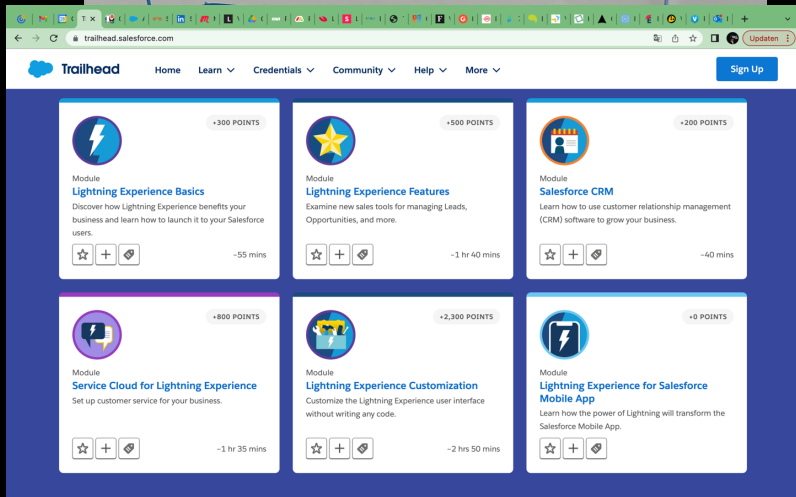 trailhead.salesforce.com
Updaten
Trailhead
Home
Learn
Credentials
Community
Help
More
Sign Up
+300 POINTS
Module
Lightning Experience Basics
Discover how Lightning Experience benefits your
business and learn how to launch it to your Salesforce
users.
~55 mins
+500 POINTS
Module
Lightning Experience Features
Examine new sales tools for managing Leads,
Opportunities, and more.
~1 hr 40 mins
+200 POINTS
Module
Salesforce CRM
Learn how to use customer relationship management
(CRM) software to grow your business.
~40 mins
+800 POINTS
Module
Service Cloud for Lightning Experience
Set up customer service for your business.
~1 hr 35 mins
+2,300 POINTS
Module
Lightning Experience Customization
Customize the Lightning Experience user interface
without writing any code.
~2 hrs 50 mins
+0 POINTS
Module
Lightning Experience for Salesforce
Mobile App
Learn how the power of Lightning will transform the
Salesforce Mobile App.